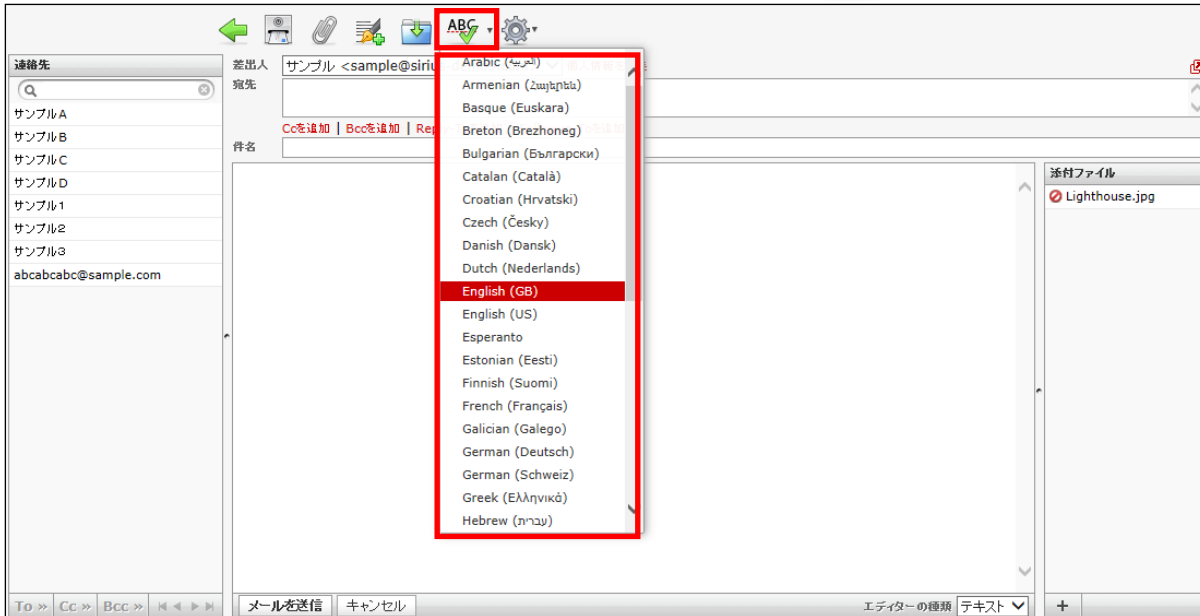 ABC
連絡先
サンプルA
サンプルB
サンプルC
サンプルD
サンプル1
サンプル2
サンプル3
abcabcabc@sample.com
To » Cc » Bcc »
差出人 サンプル <sample@siriu
宛先
Ccを追加 | Bccを追加 | Rep
件名
Arabic (العربية)
Armenian (Հայերեն)
Basque (Euskara)
Breton (Brezhoneg)
Bulgarian (Български)
Catalan (Català)
Croatian (Hrvatski)
Czech (Česky)
Danish (Dansk)
Dutch (Nederlands)
English (GB)
English (US)
Esperanto
Estonian (Eesti)
Finnish (Suomi)
French (Français)
Galician (Galego)
German (Deutsch)
German (Schweiz)
Greek (Ελληνικά)
Hebrew (עברית)
添付ファイル
Lighthouse.jpg
メールを送信 キャンセル
エディターの種類 テキスト
+